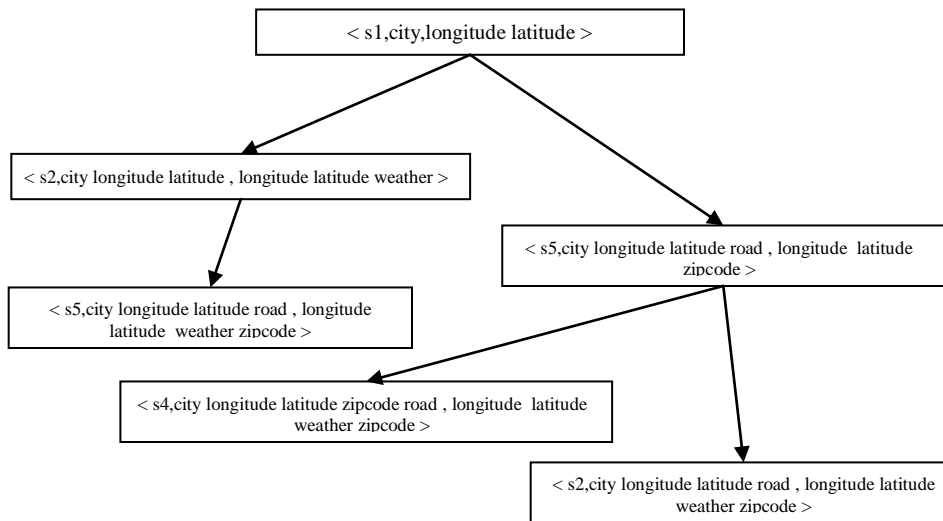 < s1,city,longitude latitude >
< s2,city longitude latitude , longitude latitude weather >
< s5,city longitude latitude road , longitude latitude
zipcode >
< s5,city longitude latitude road , longitude
latitude weather zipcode >
< s4,city longitude latitude zipcode road , longitude latitude
weather zipcode >
< s2,city longitude latitude road , longitude latitude
weather zipcode >